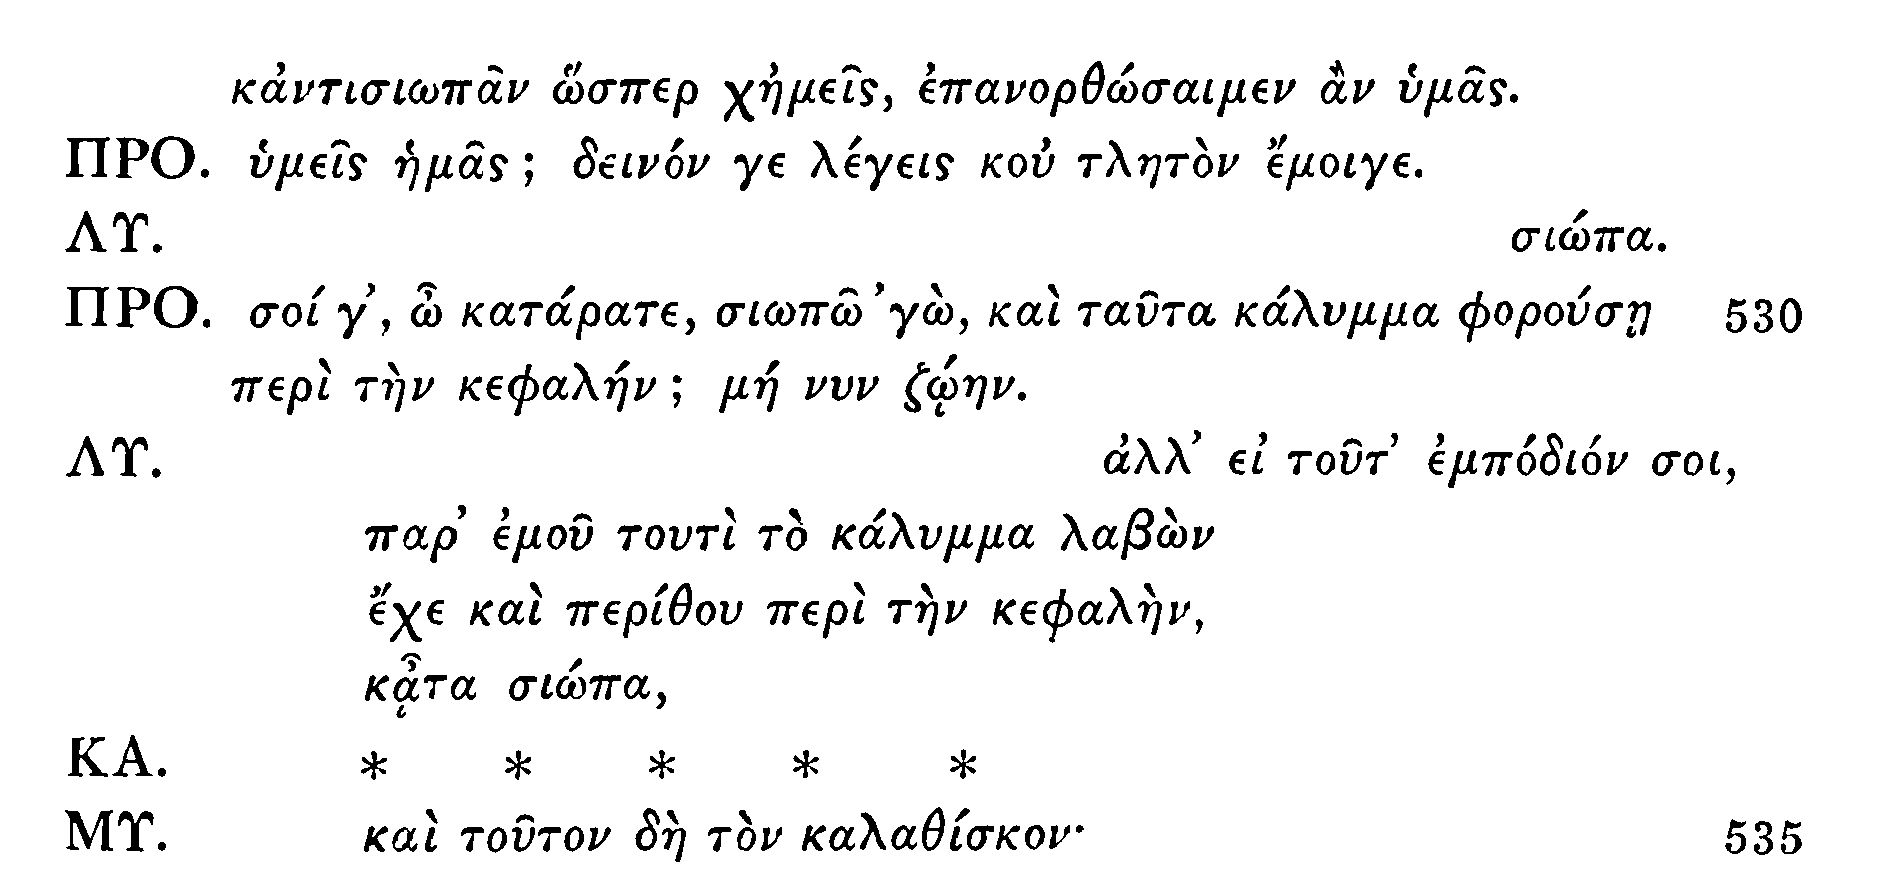 κἀντισιωπᾶν ὥσπερ χἠμεῖς, ἐπανορθώσαιμεν ἂν ὑμᾶς.
ΠΡΟ. ὑμεῖς ἡμᾶς; δεινόν γε λέγεις κοὐ τλητὸν ἔμοιγε.
ΛΥ. σιώπα.
ΠΡΟ. σοί γ’, ὦ κατάρατε, σιωπῶ ’γὼ, καὶ ταῦτα κάλυμμα φορούσῃ 530
περὶ τὴν κεφαλήν; μή νυν ζῴην.
ΛΥ. ἀλλ’ εἰ τοῦτ’ ἐμπόδιόν σοι,
παρ’ ἐμοῦ τουτὶ τὸ κάλυμμα λαβὼν
ἔχε καὶ περίθου περὶ τὴν κεφαλὴν,
κᾆτα σιώπα,
ΚΑ. * * * * *
ΜΥ. καὶ τοῦτον δὴ τὸν καλαθίσκον· 535